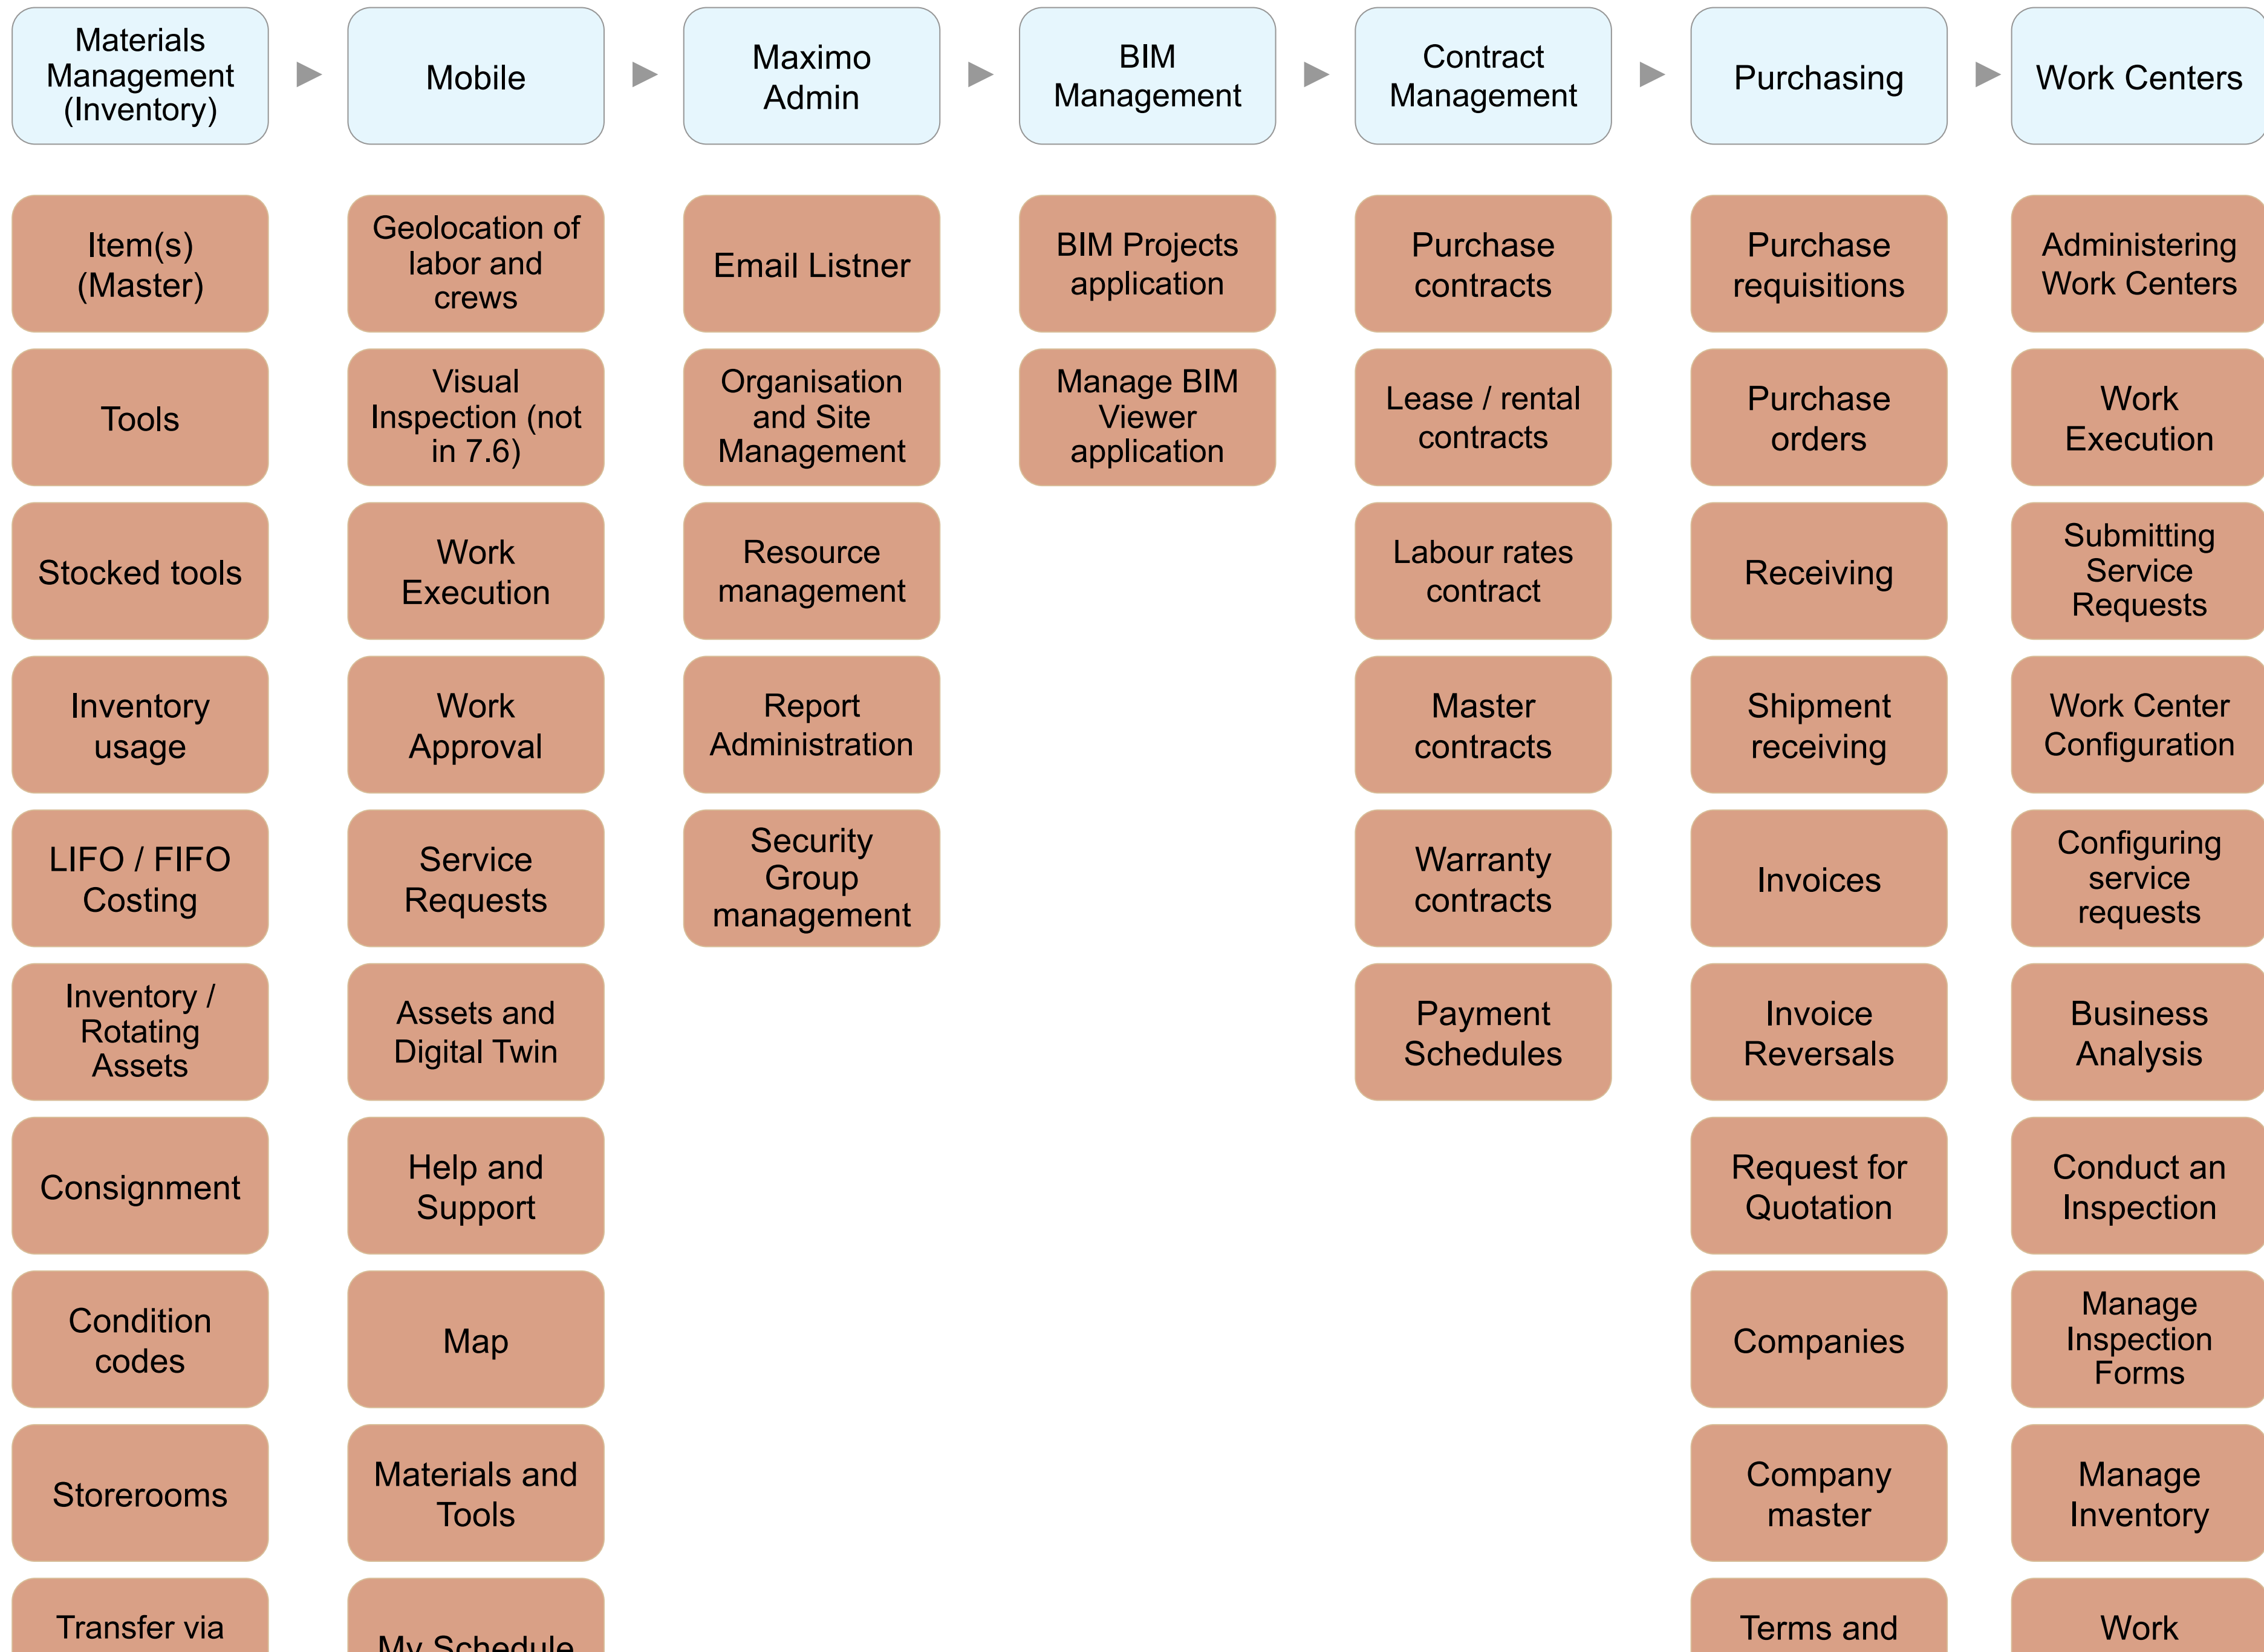 Materials
Management
(Inventory)
Mobile
Maximo
Admin
BIM
Management
Contract
Management
Purchasing
Work Centers
Item(s)
(Master)
Geolocation of
labor and
crews
Email Listner
BIM Projects
application
Purchase
contracts
Purchase
requisitions
Administering
Work Centers
Tools
Visual
Inspection (not
in 7.6)
Organisation
and Site
Management
Manage BIM
Viewer
application
Lease / rental
contracts
Purchase
orders
Work
Execution
Stocked tools
Work
Execution
Resource
management
Labour rates
contract
Receiving
Submitting
Service
Requests
Inventory
usage
Work
Approval
Report
Administration
Master
contracts
Shipment
receiving
Work Center
Configuration
LIFO / FIFO
Costing
Service
Requests
Security
Group
management
Warranty
contracts
Invoices
Configuring
service
requests
Inventory /
Rotating
Assets
Assets and
Digital Twin
Payment
Schedules
Invoice
Reversals
Business
Analysis
Consignment
Help and
Support
Request for
Quotation
Conduct an
Inspection
Condition
codes
Map
Companies
Manage
Inspection
Forms
Storerooms
Materials and
Tools
Company
master
Manage
Inventory
Transfer via
My Schedule
Terms and
Work